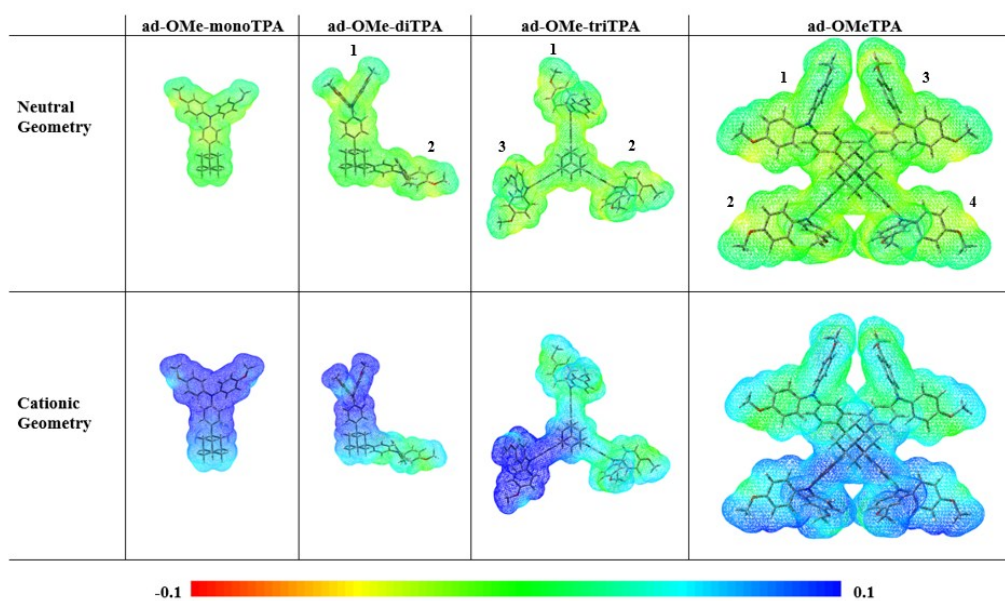 ad-OMe-monoTPA ad-OMe-diTPA ad-OMe-triTPA ad-OMeTPA
Neutral
Geometry
1
2
1
3
2
1
3
2
4
Cationic
Geometry
-0.1 0.1